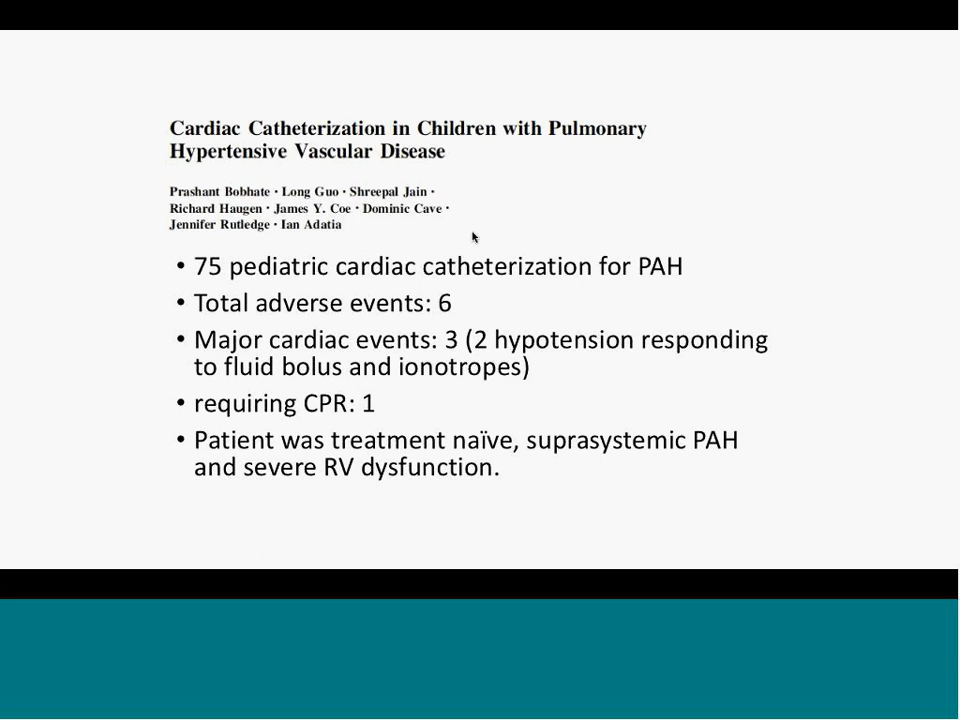 Cardiac Catheterization in Children with Pulmonary
Hypertensive Vascular Disease
Prashant Bobhate · Long Guo · Shreepal Jain ·
Richard Haugen · James Y. Coe · Dominic Cave ·
Jennifer Rutledge · Ian Adatia
• 75 pediatric cardiac catheterization for PAH
• Total adverse events: 6
• Major cardiac events: 3 (2 hypotension responding
to fluid bolus and ionotropes)
• requiring CPR: 1
• Patient was treatment naïve, suprasystemic PAH
and severe RV dysfunction.